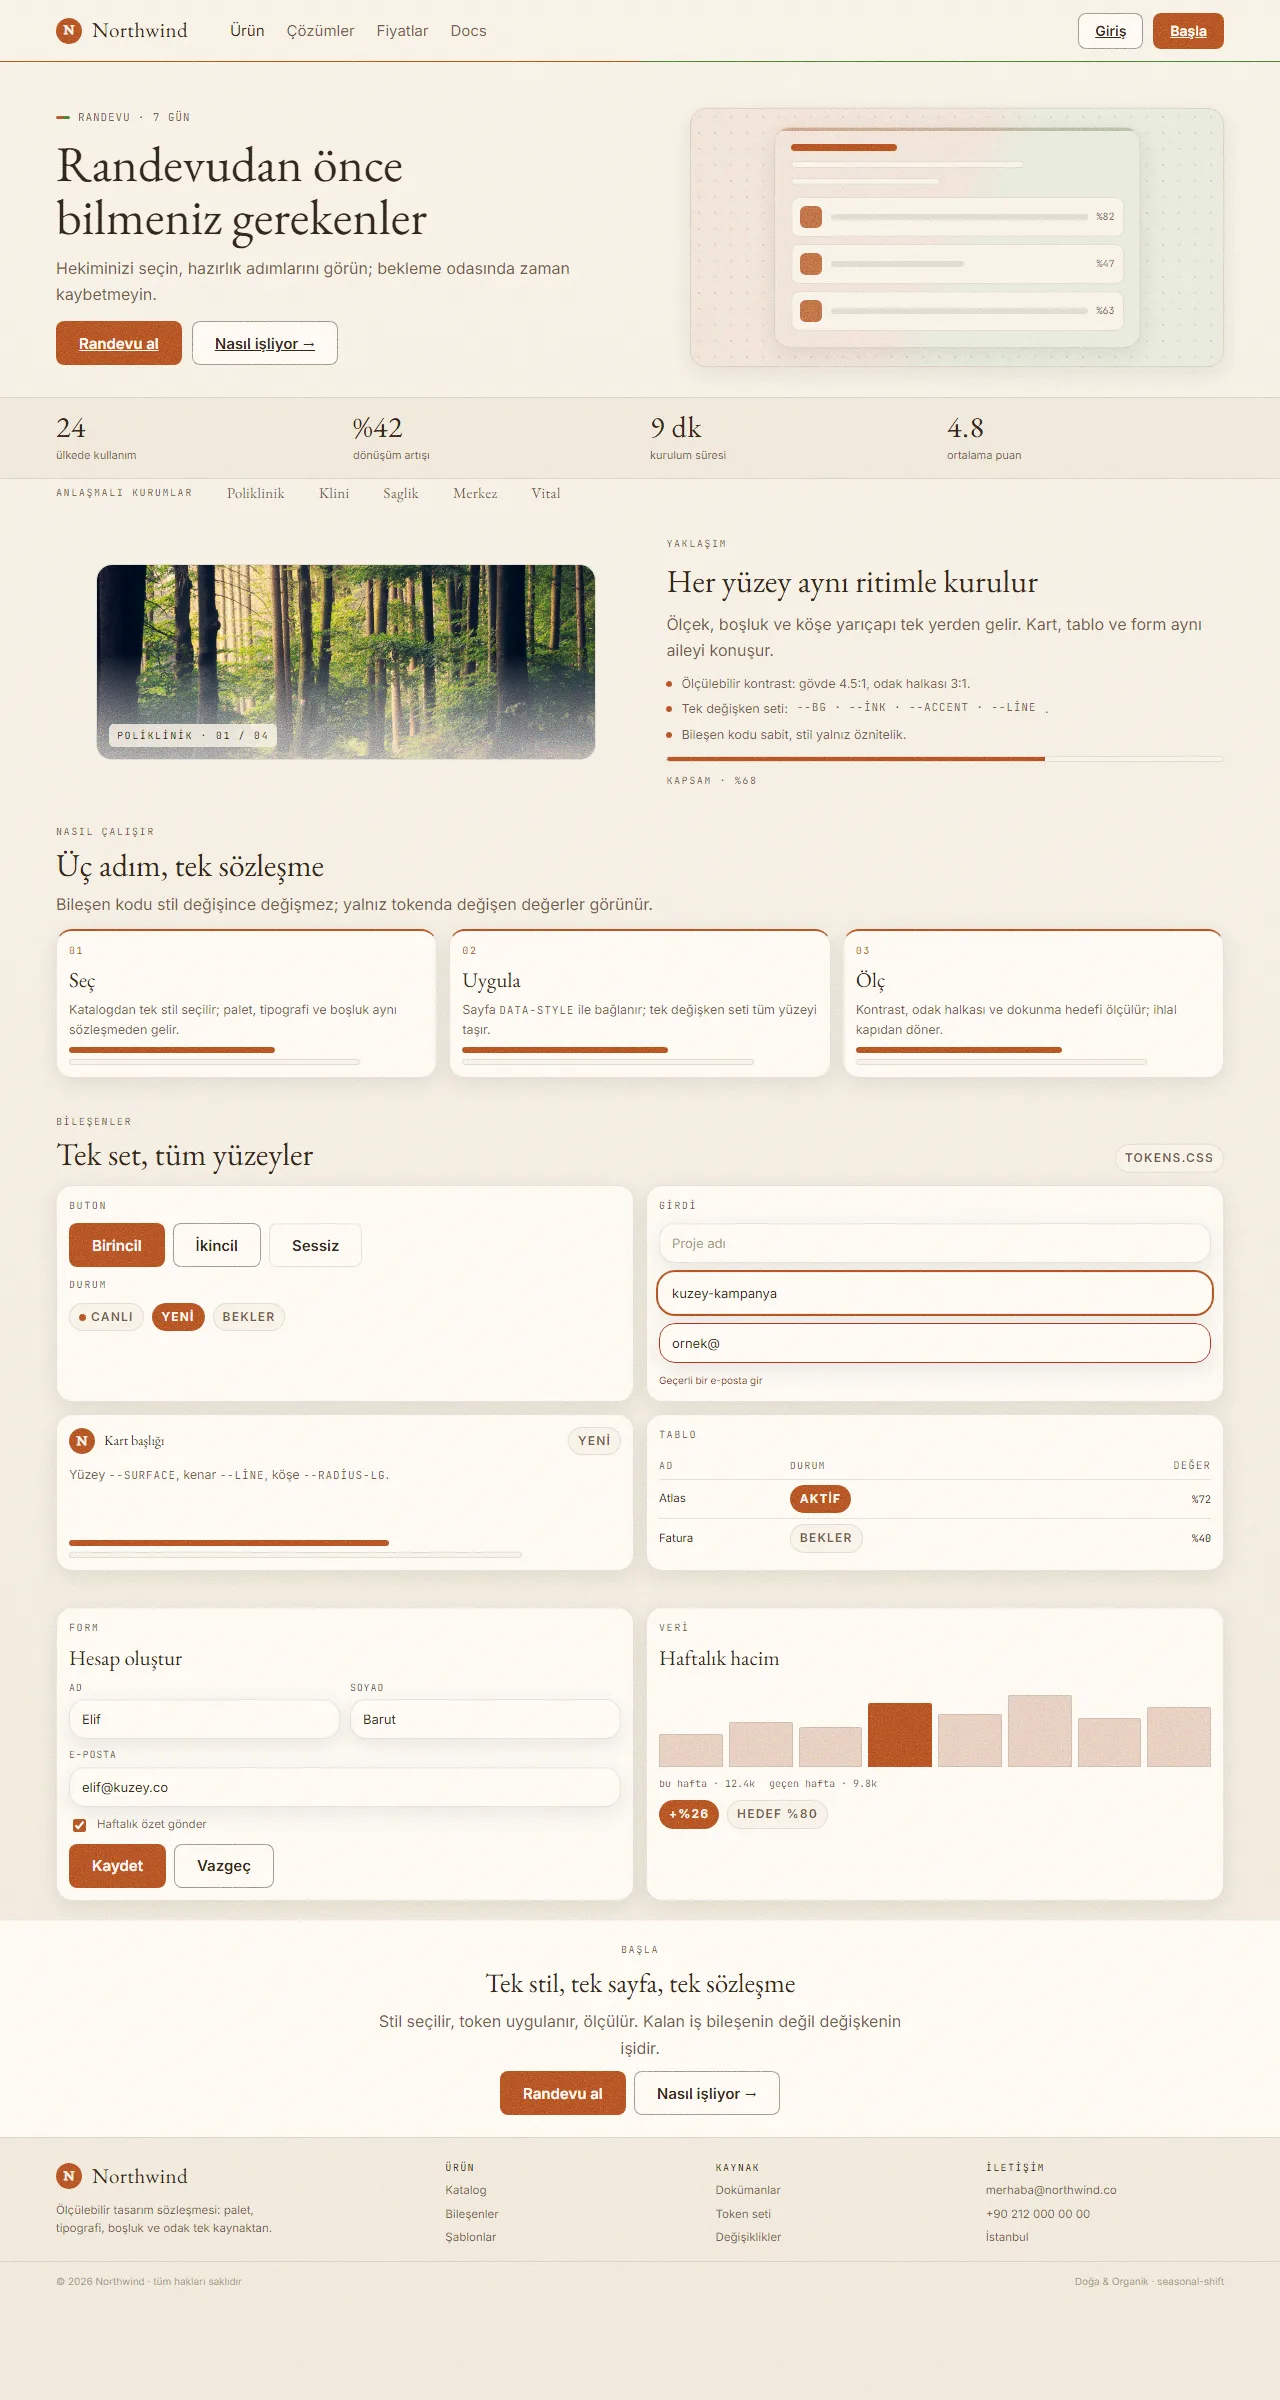 N Northwind Ürün Çözümler Fiyatlar Docs Giriş Başla
RANDEVU · 7 GÜN
Randevudan önce
bilmeniz gerekenler
Hekiminizi seçin, hazırlık adımlarını görün; bekleme odasında zaman
kaybetmeyin.
Randevu al Nasıl işliyor →
%82
%47
%63
24 %42 9 dk 4.8
ülkede kullanım dönüşüm artışı kurulum süresi ortalama puan
ANLAŞMALI KURUMLAR Poliklinik Klini Saglik Merkez Vital
POLİKLİNİK · 01 / 04
YAKLAŞIM
Her yüzey aynı ritimle kurulur
Ölçek, boşluk ve köşe yarıçapı tek yerden gelir. Kart, tablo ve form aynı
aileyi konuşur.
Ölçülebilir kontrast: gövde 4.5:1, odak halkası 3:1.
Tek değişken seti: --BG · --İNK · --ACCENT · --LİNE .
Bileşen kodu sabit, stil yalnız öznitelik.
KAPSAM · %68
NASIL ÇALIŞIR
Üç adım, tek sözleşme
Bileşen kodu stil değişince değişmez; yalnız tokenda değişen değerler görünür.
01
Seç
Katalogdan tek stil seçilir; palet, tipografi ve boşluk aynı
sözleşmeden gelir.
02
Uygula
Sayfa DATA-STYLE ile bağlanır; tek değişken seti tüm yüzeyi
taşır.
03
Ölç
Kontrast, odak halkası ve dokunma hedefi ölçülür; ihlal
kapıdan döner.
BİLEŞENLER
Tek set, tüm yüzeyler
TOKENS.CSS
BUTON
Birincil İkincil Sessiz
DURUM
CANLI YENİ BEKLER
GİRDİ
Proje adı
kuzey-kampanya
ornek@
Geçerli bir e-posta gir
N Kart başlığı YENİ
Yüzey --SURFACE, kenar --LİNE, köşe --RADİUS-LG.
TABLO
AD DURUM DEĞER
Atlas AKTİF %72
Fatura BEKLER %40
FORM
Hesap oluştur
AD SOYAD
Elif Barut
E-POSTA
elif@kuzey.co
Haftalık özet gönder
Kaydet Vazgeç
VERİ
Haftalık hacim
bu hafta · 12.4k geçen hafta · 9.8k
+%26 HEDEF %80
BAŞLA
Tek stil, tek sayfa, tek sözleşme
Stil seçilir, token uygulanır, ölçülür. Kalan iş bileşenin değil değişkenin
işidir.
Randevu al Nasıl işliyor →
N Northwind
Ölçülebilir tasarım sözleşmesi: palet,
tipografi, boşluk ve odak tek kaynaktan.
ÜRÜN
Katalog
Bileşenler
Şablonlar
KAYNAK
Dokümanlar
Token seti
Değişiklikler
İLETİŞİM
merhaba@northwind.co
+90 212 000 00 00
İstanbul
© 2026 Northwind · tüm hakları saklıdır
Doğa & Organik · seasonal-shift